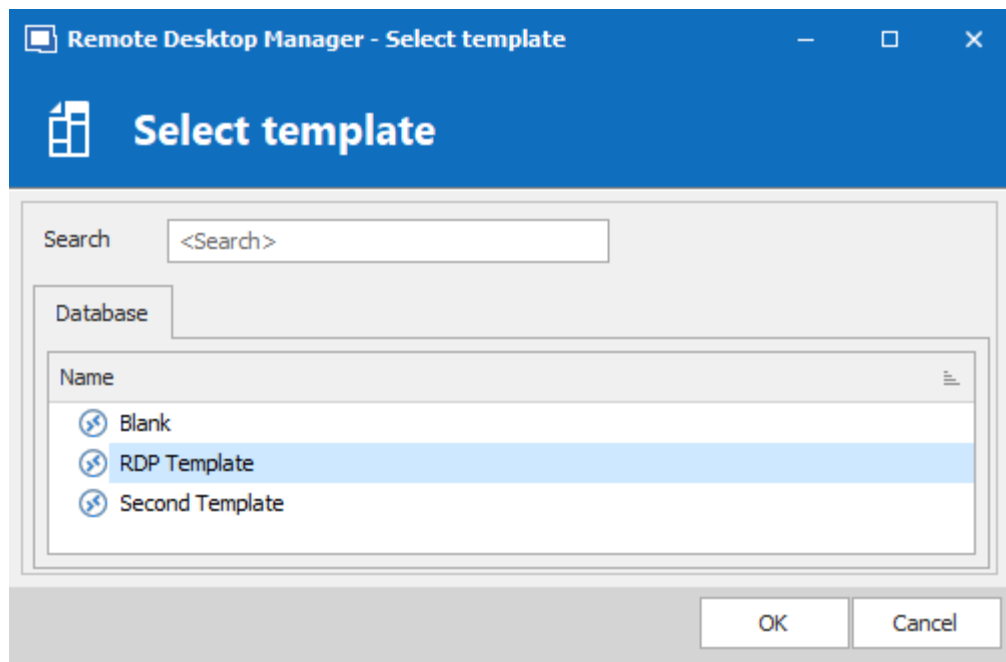 Remote Desktop Manager - Select template
Select template
Search <Search>
Database
Name
Blank
RDP Template
Second Template
OK Cancel